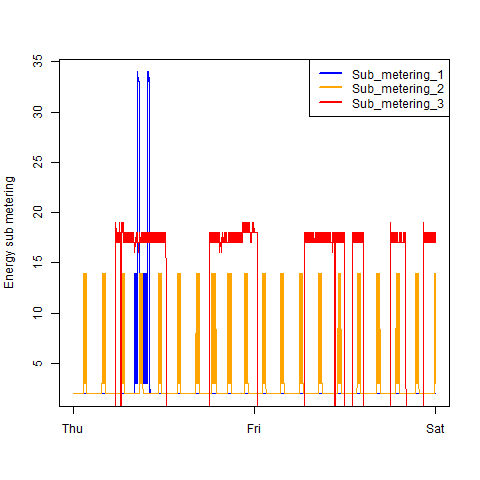 Energy sub metering
35
30
25
20
15
10
5
Sub_metering_1
Sub_metering_2
Sub_metering_3
Thu Fri Sat